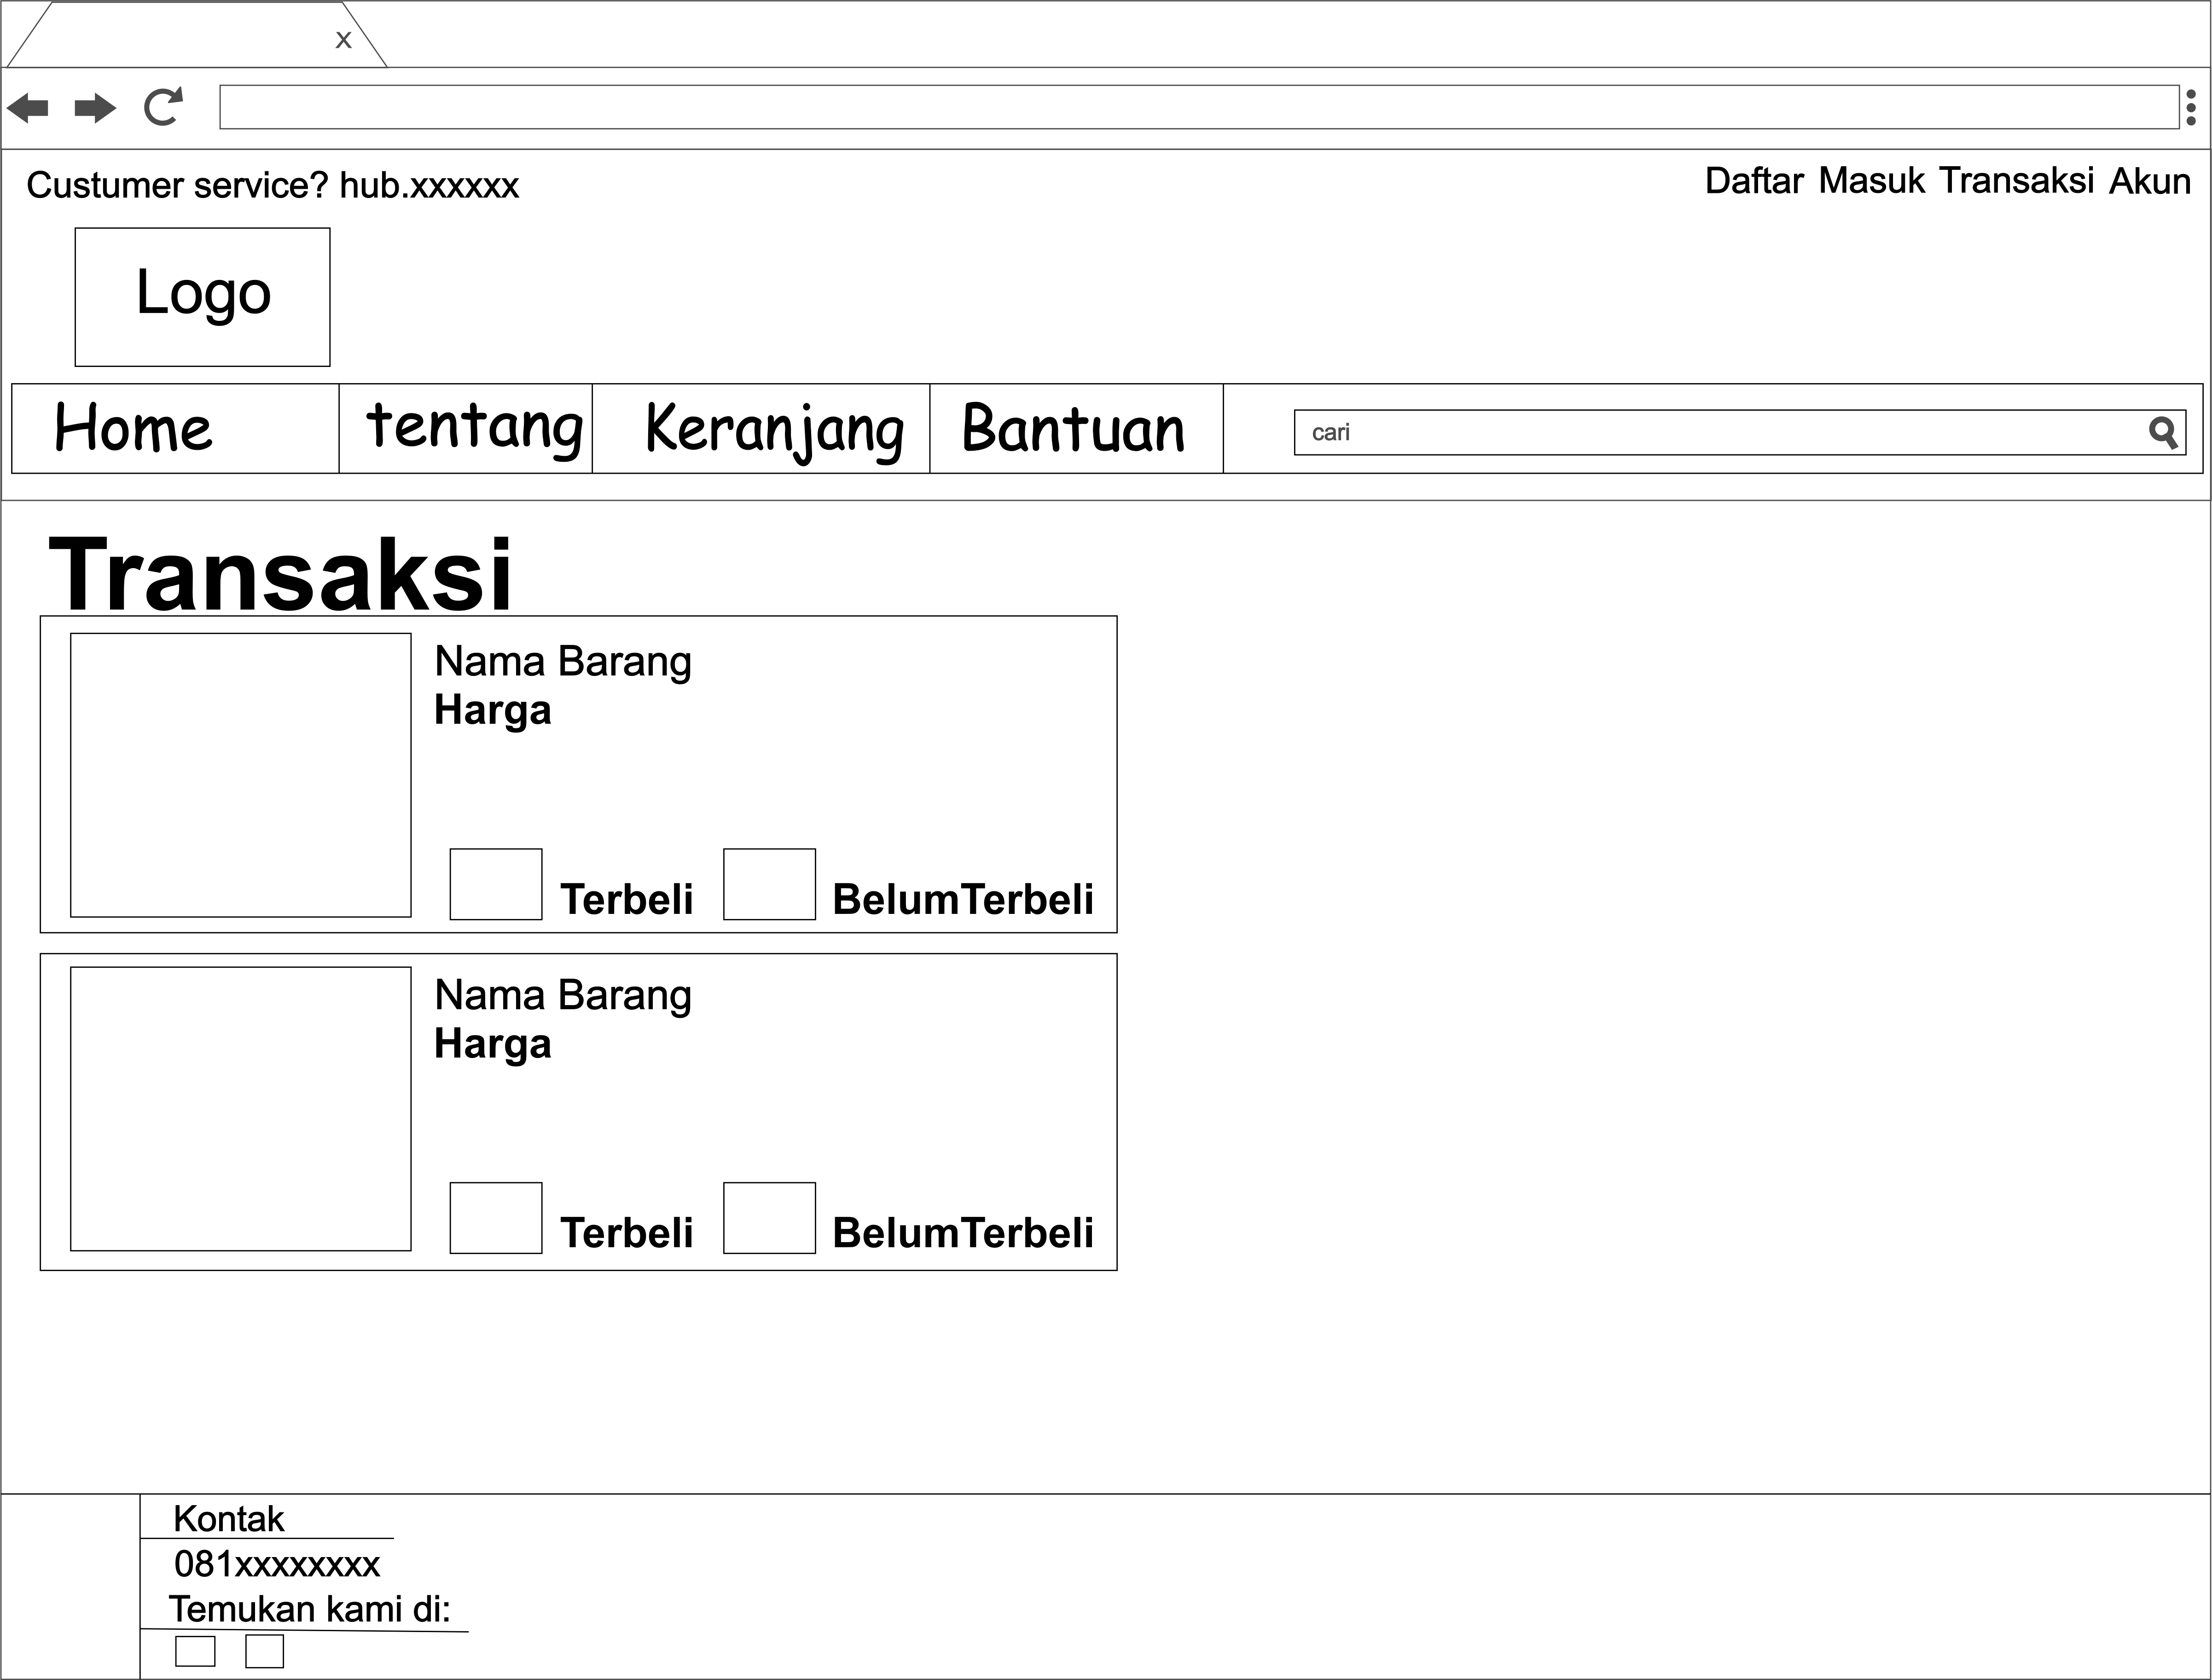 x
Custumer service? hub.xxxxxx
Daftar Masuk Transaksi Akun
Logo
Home tentang Keranjang Bantuan cari
Transaksi
Nama Barang
Harga
Terbeli BelumTerbeli
Nama Barang
Harga
Terbeli BelumTerbeli
Kontak
081xxxxxxxx
Temukan kami di: